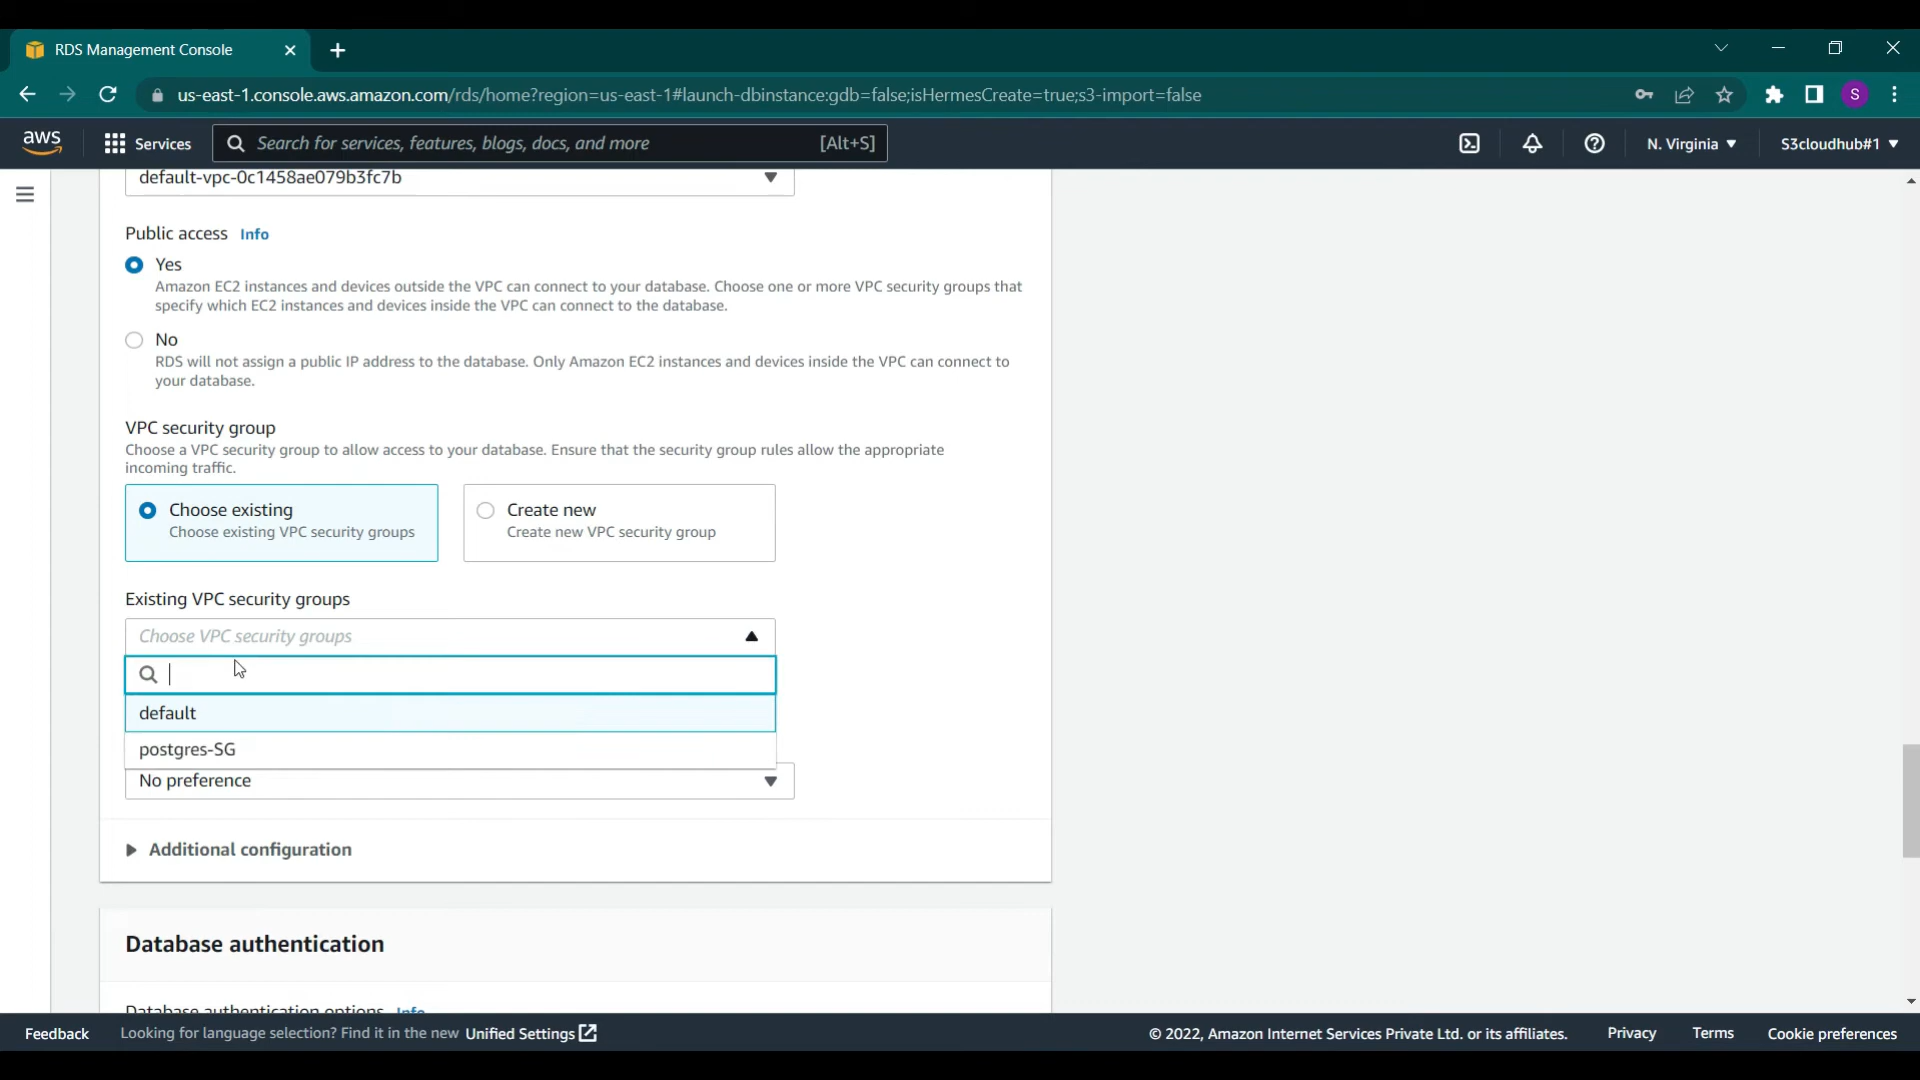 RDS Management Console
us-east-1.console.aws.amazon.com/rds/home?region=us-east-1#launch-dbinstance:gdb=false;isHermesCreate=true;s3-import=false
S
aws
Services
Search for services, features, blogs, docs, and more
[Alt+S]
N. Virginia
S3cloudhub#1
default-vpc-0c1458ae079b3fc7b
Public access Info
Yes
Amazon EC2 instances and devices outside the VPC can connect to your database. Choose one or more VPC security groups that
specify which EC2 instances and devices inside the VPC can connect to the database.
No
RDS will not assign a public IP address to the database. Only Amazon EC2 instances and devices inside the VPC can connect to
your database.
VPC security group
Choose a VPC security group to allow access to your database. Ensure that the security group rules allow the appropriate
incoming traffic.
Choose existing
Choose existing VPC security groups
Create new
Create new VPC security group
Existing VPC security groups
Choose VPC security groups
default
postgres-SG
No preference
Additional configuration
Database authentication
Database authentication options Info
Feedback
Looking for language selection? Find it in the new Unified Settings
© 2022, Amazon Internet Services Private Ltd. or its affiliates.
Privacy
Terms
Cookie preferences